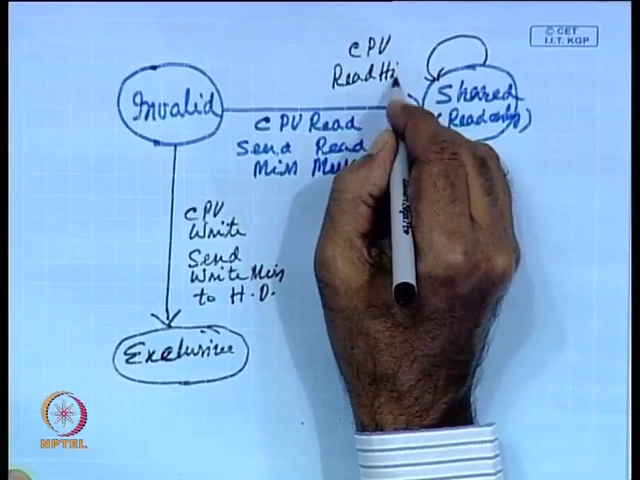 © CET
I.I.T. KGP
CPU
Read Hi
Invalid
Shared
(Read only)
CPU Read
Send Read
Miss
CPU
Write
Send
Write Miss
to H.D.
Exclusive
NPTEL